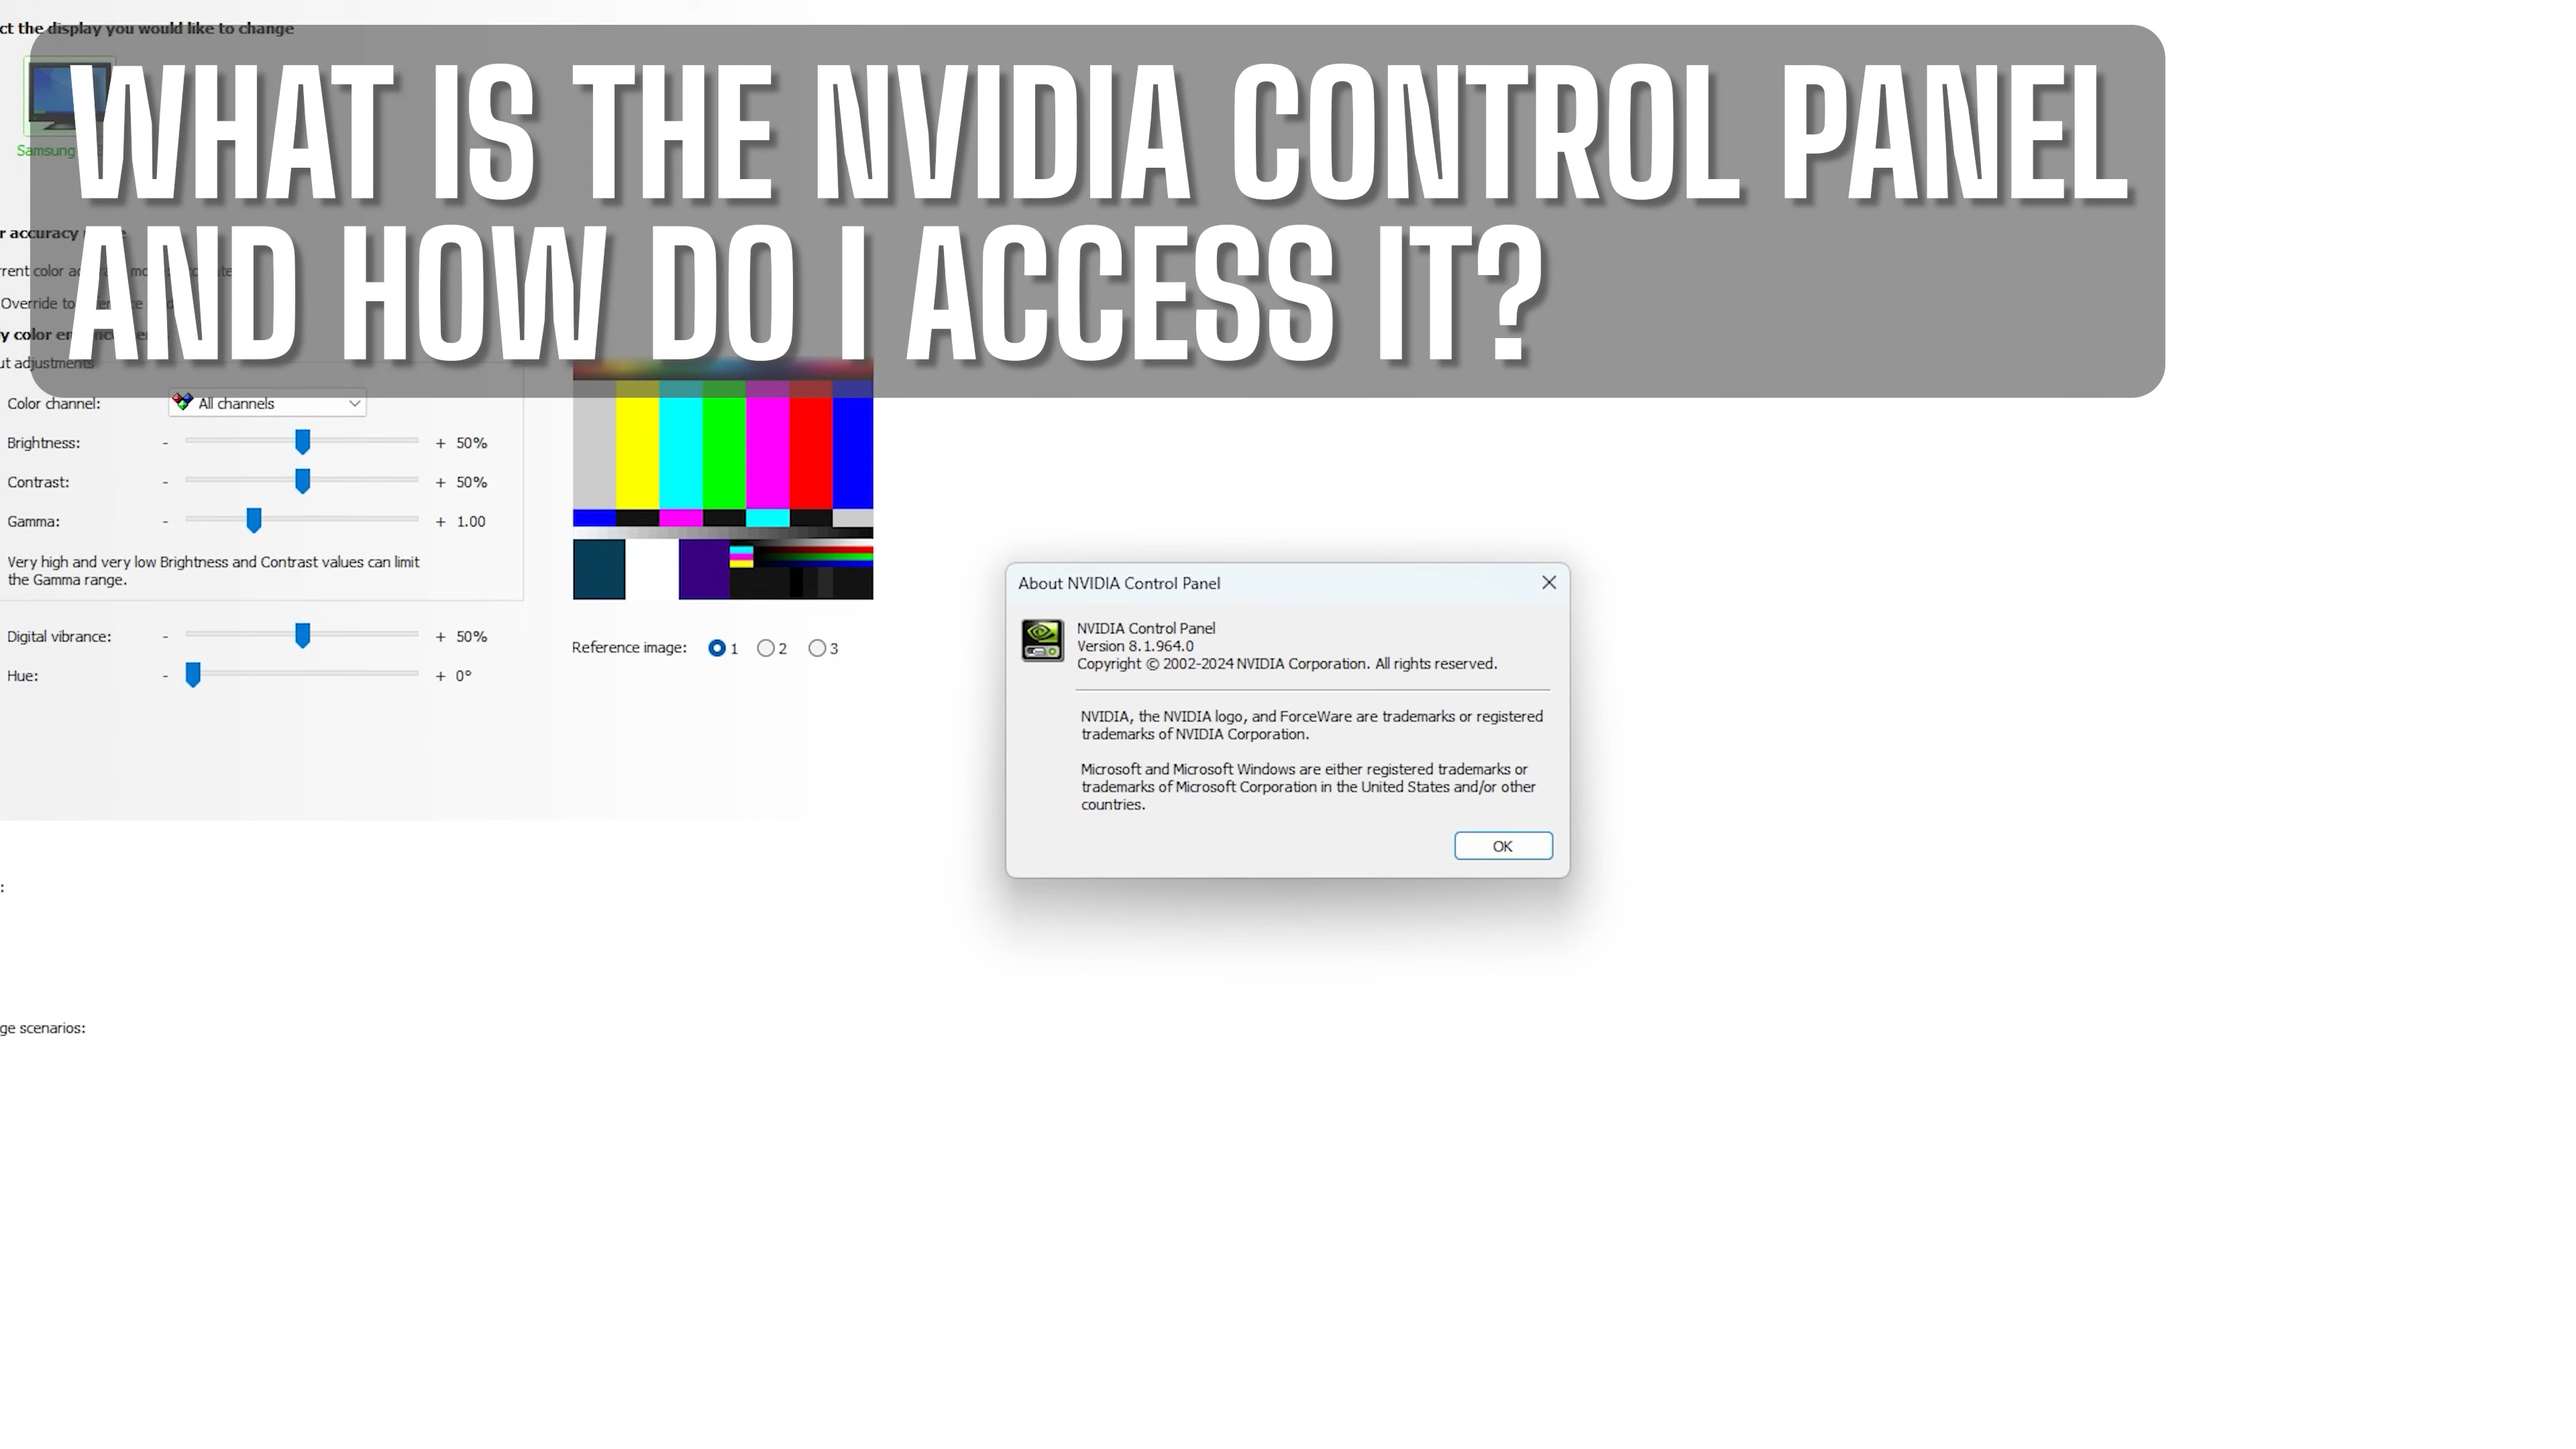 ct the display you would like to change
WHAT IS THE NVIDIA CONTROL PANEL
AND HOW DO I ACCESS IT?
Samsung
r accuracy
rrent color
Override to
y color
ut adjustments
Color channel: All channels
Brightness: - + 50%
Contrast: - + 50%
Gamma: - + 1.00
Very high and very low Brightness and Contrast values can limit
the Gamma range.
Digital vibrance: - + 50%
Hue: - + 0°
Reference image: 1 2 3
:
ge scenarios:
About NVIDIA Control Panel
NVIDIA Control Panel
Version 8.1.964.0
Copyright © 2002-2024 NVIDIA Corporation. All rights reserved.
NVIDIA, the NVIDIA logo, and ForceWare are trademarks or registered
trademarks of NVIDIA Corporation.
Microsoft and Microsoft Windows are either registered trademarks or
trademarks of Microsoft Corporation in the United States and/or other
countries.
OK